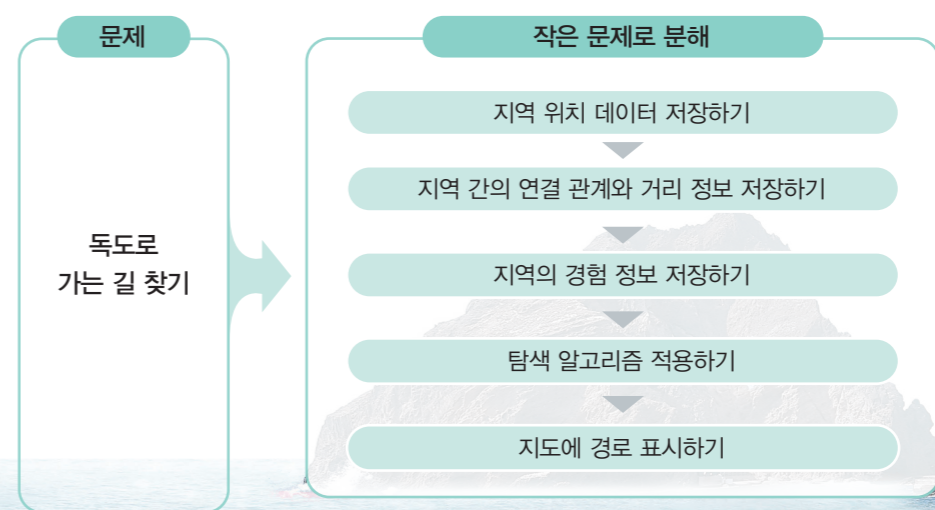 문제
독도로
가는 길 찾기
작은 문제로 분해
지역 위치 데이터 저장하기
지역 간의 연결 관계와 거리 정보 저장하기
지역의 경험 정보 저장하기
탐색 알고리즘 적용하기
지도에 경로 표시하기